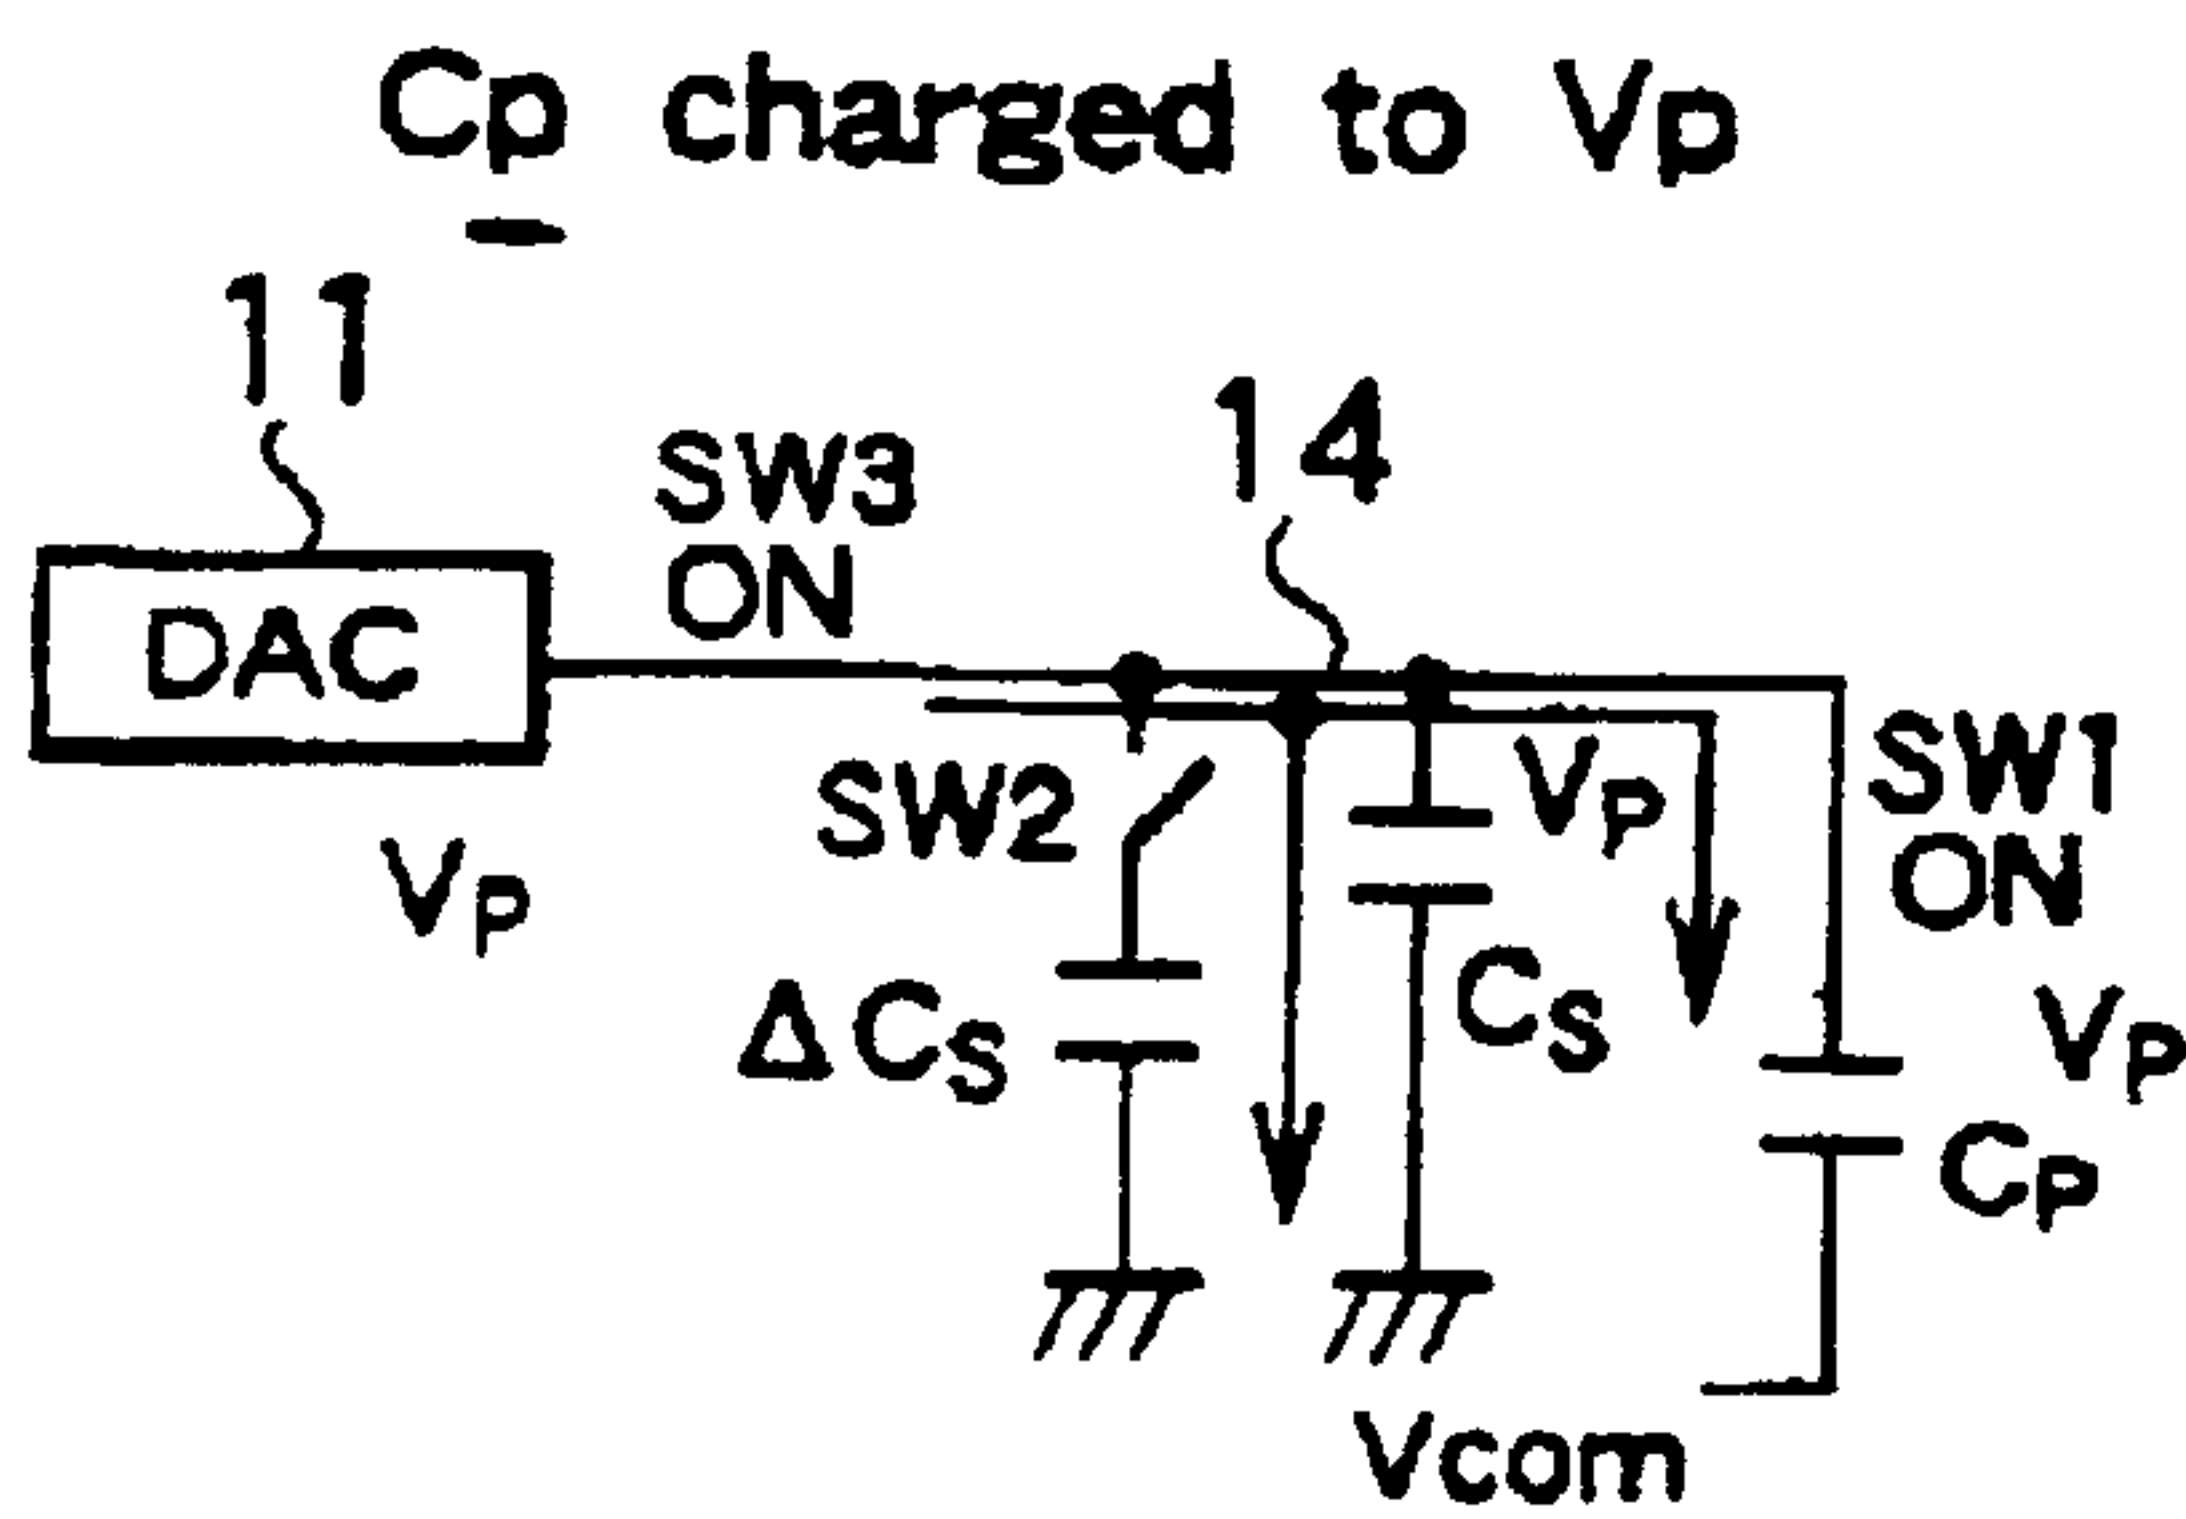 Cp charged to Vp
11
14
SW3
ON
DAC
SW2
Vp
SW1
ON
Vp
ΔCs
Cs
Vp
Cp
Vcom